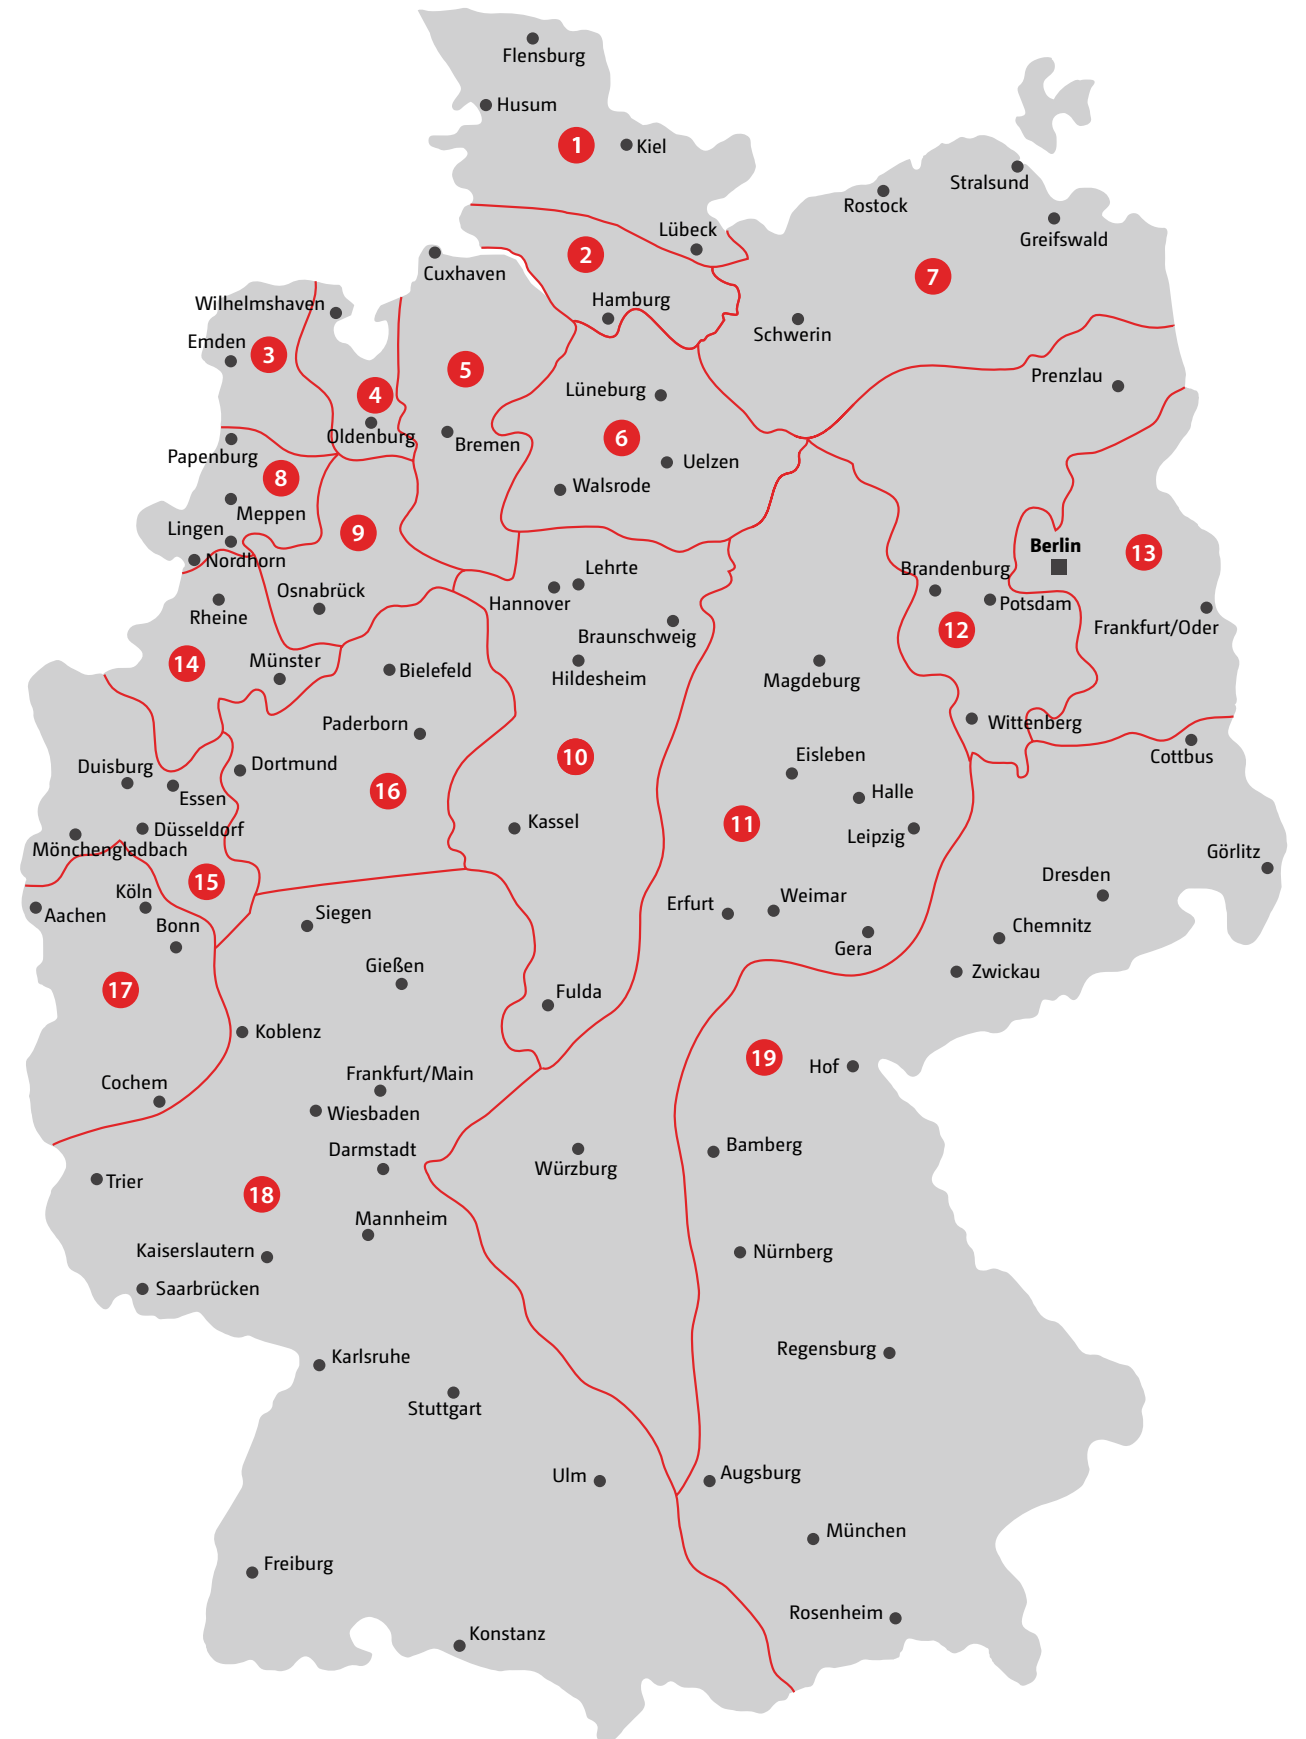 Flensburg
Husum
1
Kiel
Stralsund
Rostock
Lübeck
Greifswald
2
Cuxhaven
7
Wilhelmshaven
Hamburg
Schwerin
Emden
3
5
Prenzlau
4
Lüneburg
Oldenburg
6
Bremen
Papenburg
Uelzen
8
Walsrode
Meppen
Lingen
9
Berlin
13
Nordhorn
Lehrte
Brandenburg
Osnabrück
Hannover
Potsdam
Rheine
Braunschweig
12
Frankfurt/Oder
14
Münster
Bielefeld
Hildesheim
Magdeburg
Paderborn
Wittenberg
10
Eisleben
Cottbus
Duisburg
Dortmund
16
Halle
Essen
Kassel
11
Düsseldorf
Leipzig
Mönchengladbach
Görlitz
15
Dresden
Köln
Weimar
Aachen
Siegen
Erfurt
Bonn
Chemnitz
Gera
Gießen
Zwickau
17
Fulda
Koblenz
19
Hof
Frankfurt/Main
Cochem
Wiesbaden
Darmstadt
Bamberg
Würzburg
Trier
18
Mannheim
Kaiserslautern
Nürnberg
Saarbrücken
Regensburg
Karlsruhe
Stuttgart
Ulm
Augsburg
München
Freiburg
Rosenheim
Konstanz